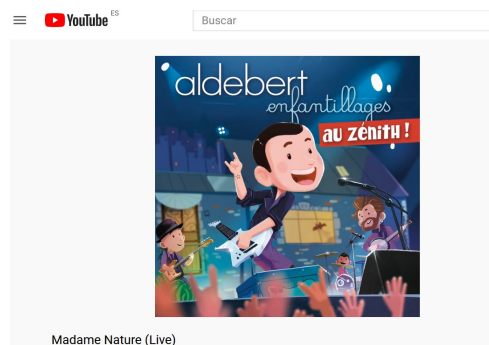 YouTube ES
Buscar
aldebert
enfantillages
AU ZÉNITH !
Madame Nature (Live)